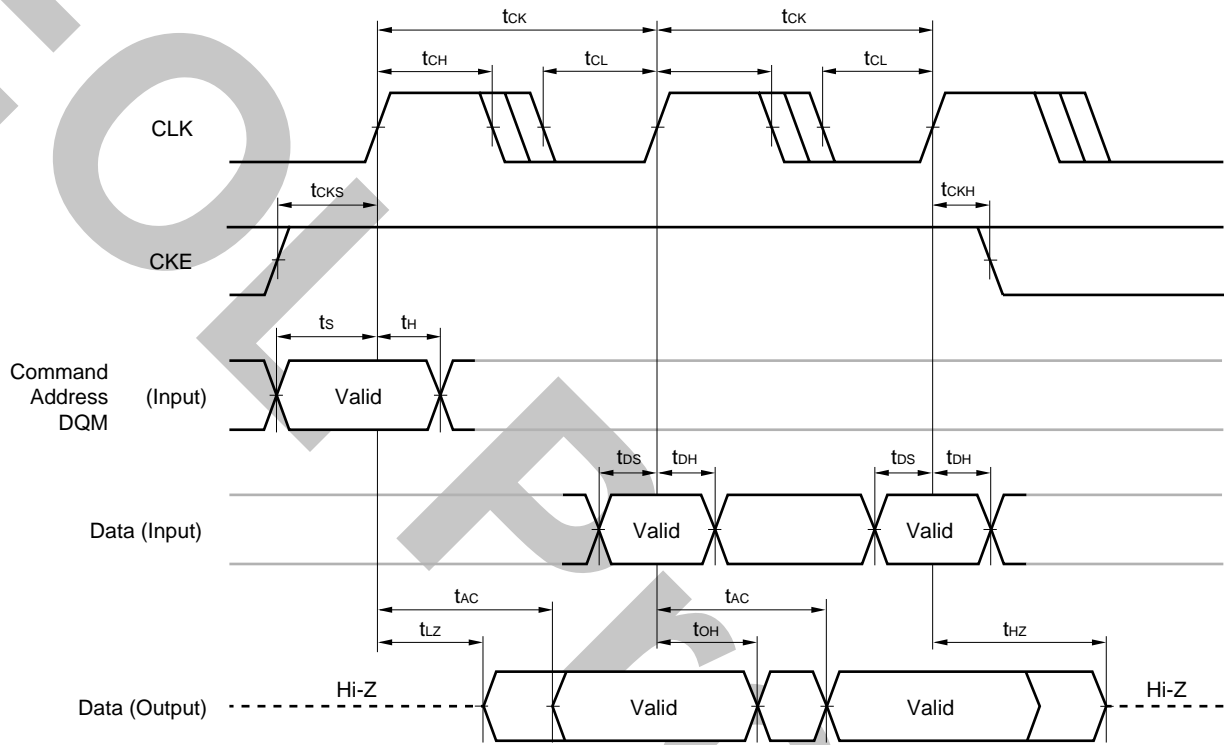 tCK tCK
tCH tCL tCL
CLK
tCKS tCKH
CKE
tS tH
Command
Address (Input) Valid
DQM
tDS tDH tDS tDH
Data (Input) Valid Valid
tAC tAC
tLZ tOH tHZ
Hi-Z Hi-Z
Data (Output) Valid Valid